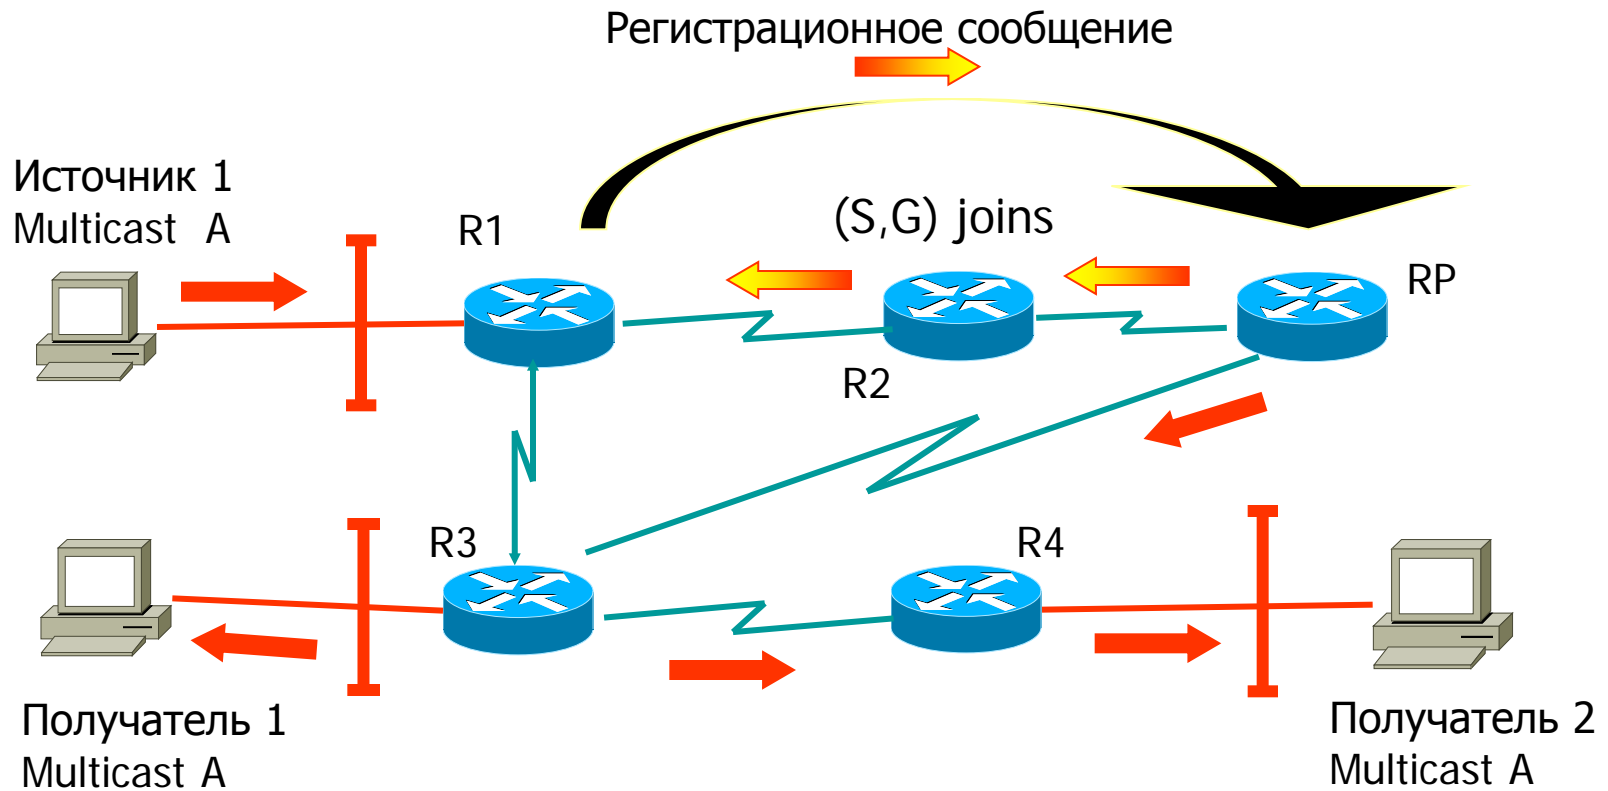 Регистрационное сообщение
Источник 1
Multicast A
R1
(S,G) joins
RP
R2
R3
R4
Получатель 1
Multicast A
Получатель 2
Multicast A